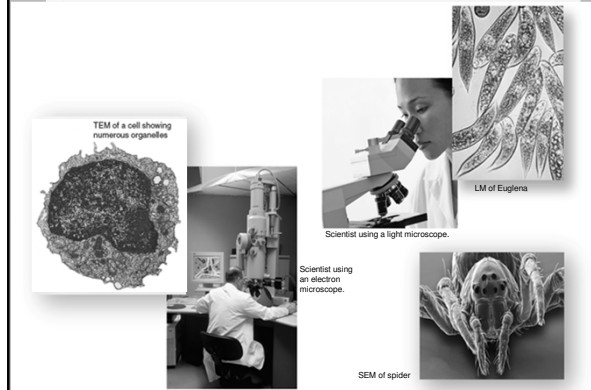 TEM of a cell showing
numerous organelles
LM of Euglena
Scientist using a light microscope.
Scientist using
an electron
microscope.
SEM of spider